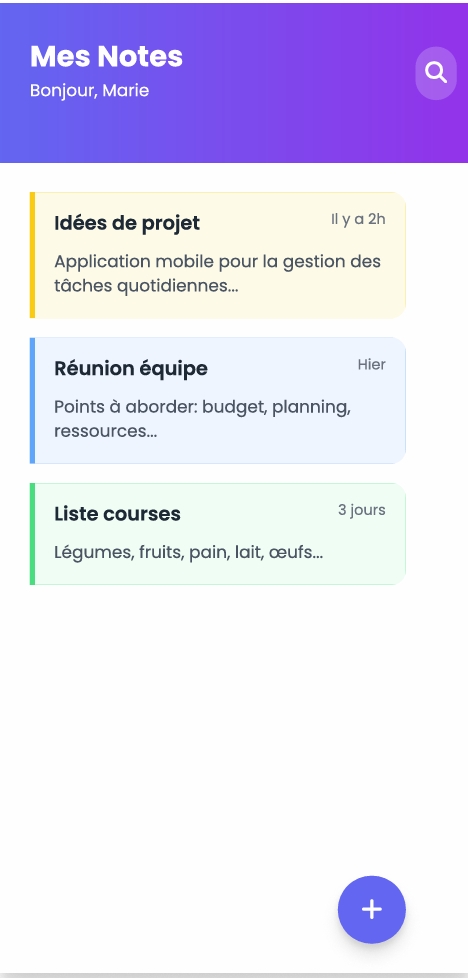 Mes Notes
Bonjour, Marie
Idées de projet
Il y a 2h
Application mobile pour la gestion des
tâches quotidiennes...
Réunion équipe
Hier
Points à aborder: budget, planning,
ressources...
Liste courses
3 jours
Légumes, fruits, pain, lait, œufs...